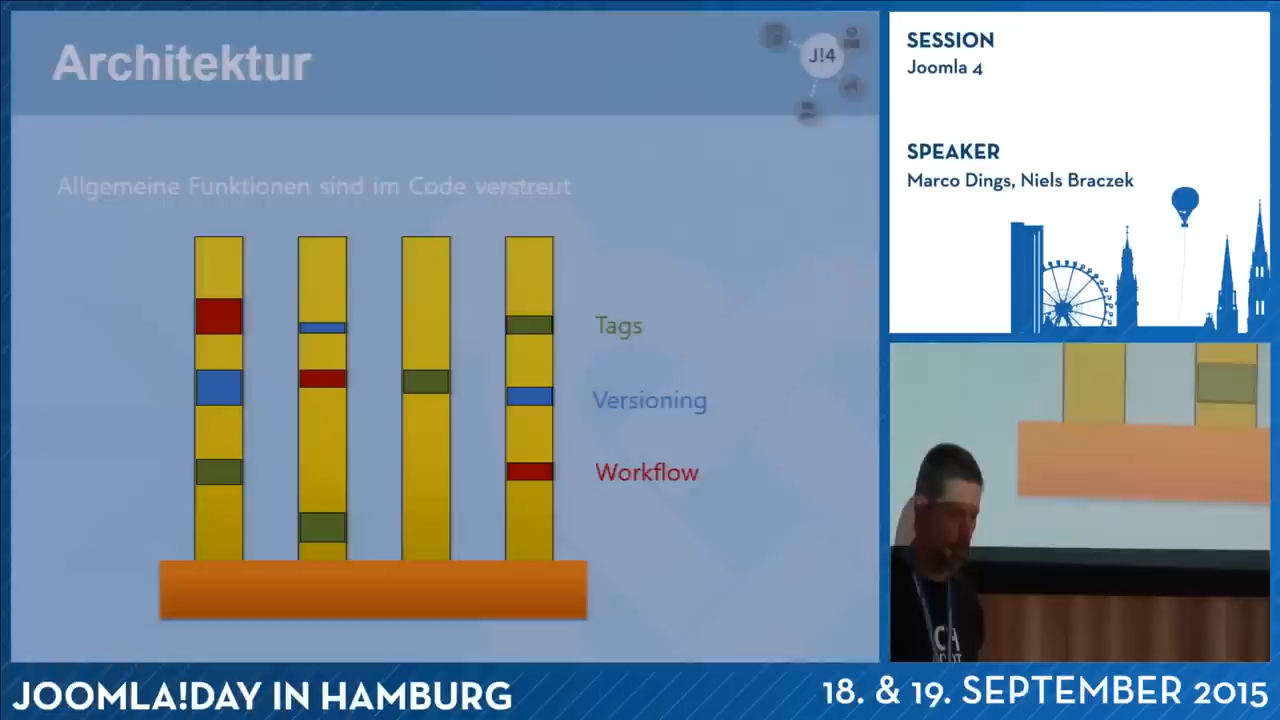 Architektur
J!4
Allgemeine Funktionen sind im Code verstreut
Tags
Versioning
Workflow
SESSION
Joomla 4
SPEAKER
Marco Dings, Niels Braczek
JOOMLA!DAY IN HAMBURG
18. & 19. SEPTEMBER 2015